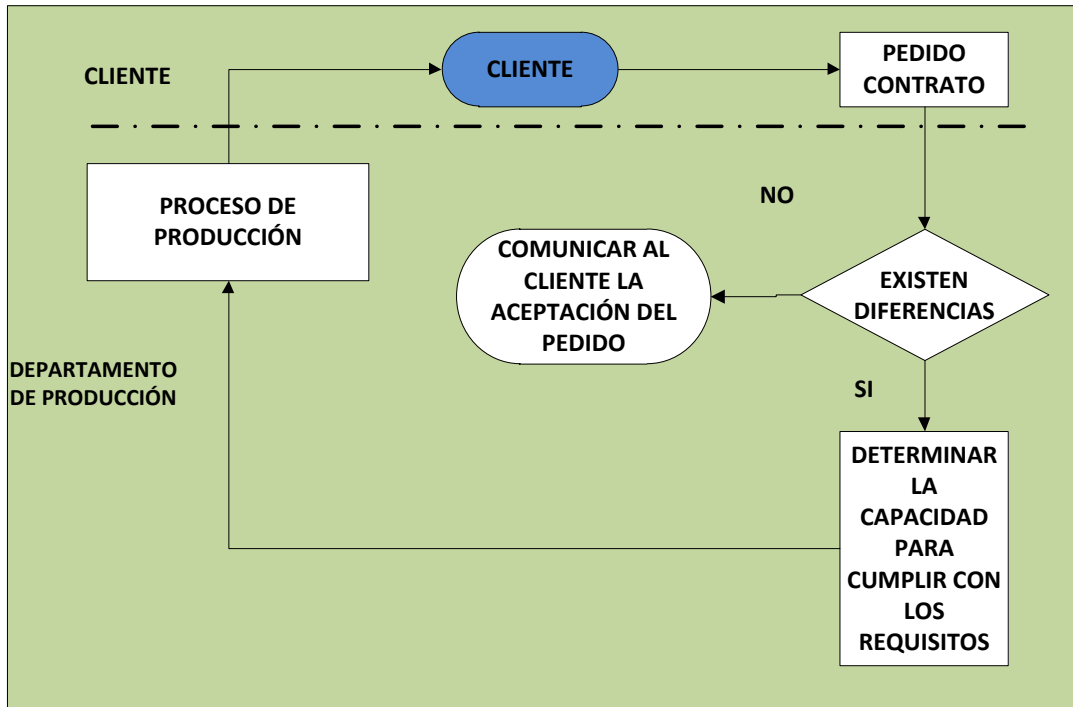 CLIENTE
CLIENTE
PEDIDO
CONTRATO
PROCESO DE
PRODUCCIÓN
NO
COMUNICAR AL
CLIENTE LA
ACEPTACIÓN DEL
PEDIDO
EXISTEN
DIFERENCIAS
DEPARTAMENTO
DE PRODUCCIÓN
SI
DETERMINAR
LA
CAPACIDAD
PARA
CUMPLIR CON
LOS
REQUISITOS